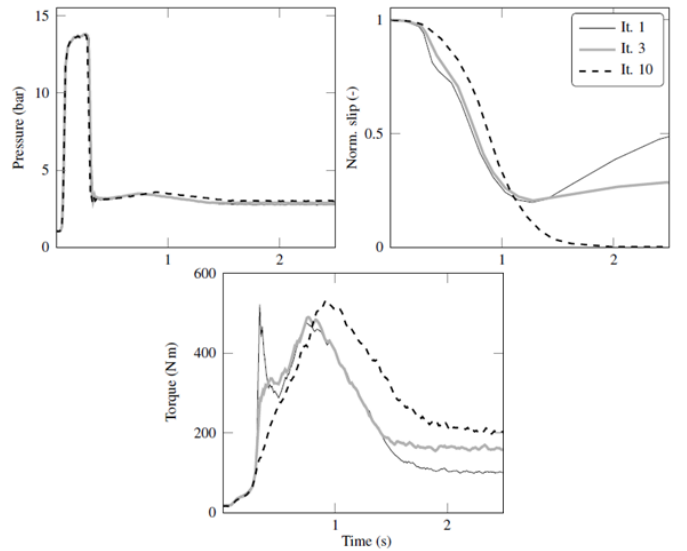 15
10
5
0
Pressure (bar)
1
2
1
0.5
0
Norm. slip (-)
1
2
It. 1
It. 3
It. 10
600
400
200
0
Torque (N m)
1
2
Time (s)